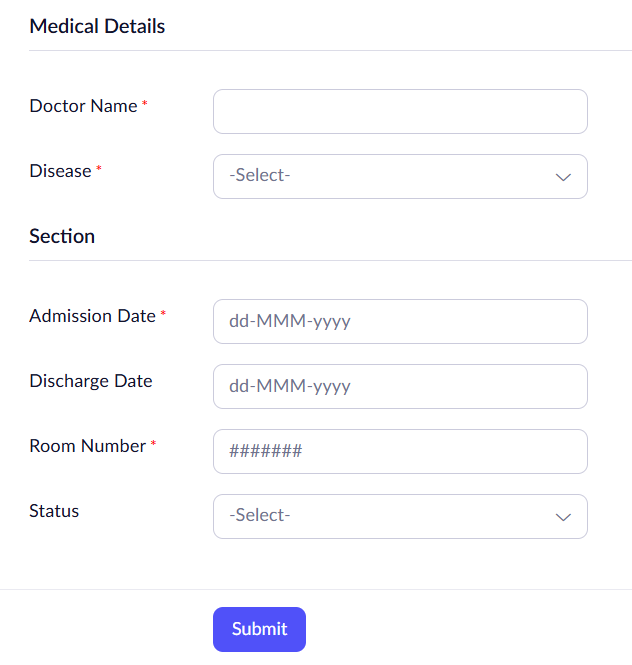 Medical Details
Doctor Name *
Disease * -Select-
Section
Admission Date * dd-MMM-yyyy
Discharge Date dd-MMM-yyyy
Room Number * #######
Status -Select-
Submit